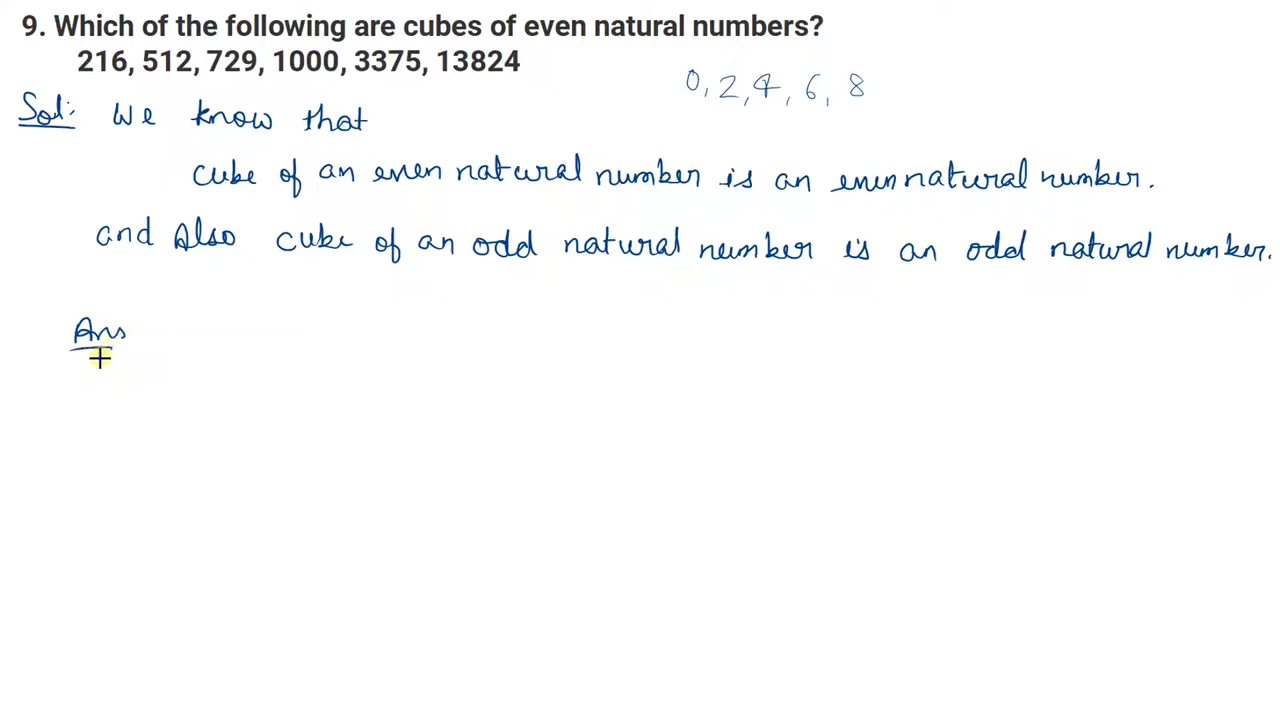 9. Which of the following are cubes of even natural numbers?
216, 512, 729, 1000, 3375, 13824
0, 2, 4, 6, 8
Sol: We know that
cube of an even natural number is an even natural number.
and Also cube of an odd natural number is an odd natural number.
Ans